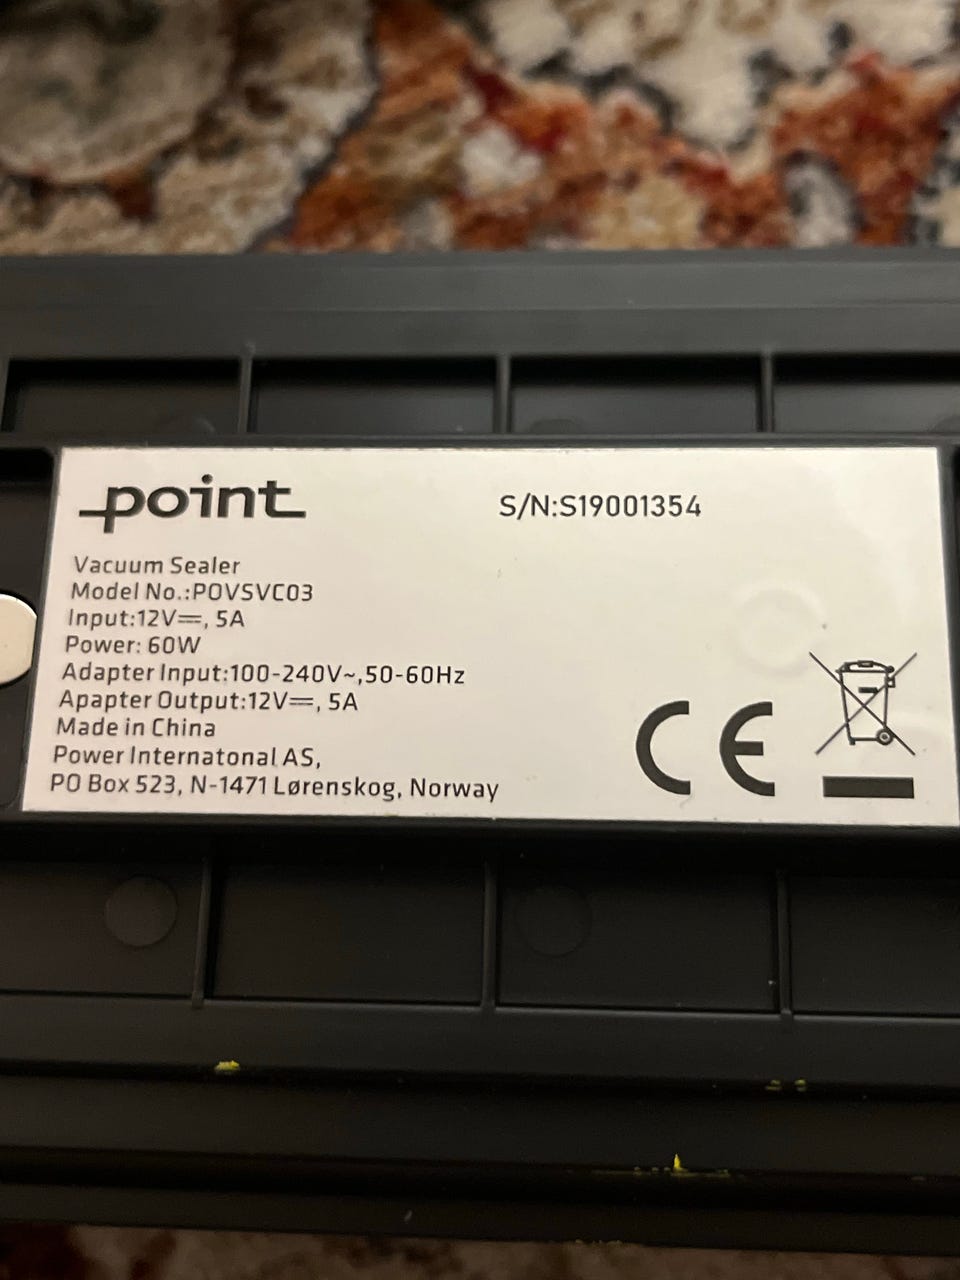 point
S/N:S19001354
Vacuum Sealer
Model No.:POVSVC03
Input:12V⎓, 5A
Power: 60W
Adapter Input:100-240V~,50-60Hz
Apapter Output:12V⎓, 5A
Made in China
Power Internatonal AS,
PO Box 523, N-1471 Lørenskog, Norway
CE